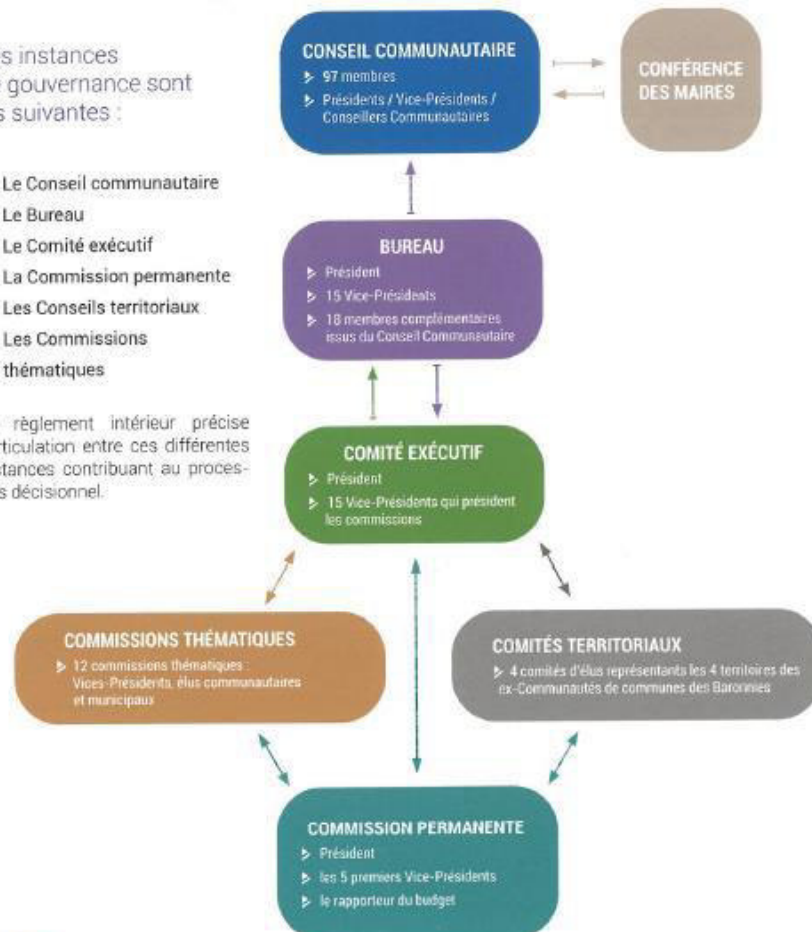 s instances
gouvernance sont
s suivantes :
Le Conseil communautaire
Le Bureau
Le Comité exécutif
La Commission permanente
Les Conseils territoriaux
Les Commissions
thématiques
règlement intérieur précise
articulation entre ces différentes
stances contribuant au proces-
s décisionnel.
CONSEIL COMMUNAUTAIRE
97 membres
Présidents / Vice-Présidents /
Conseillers Communautaires
CONFÉRENCE
DES MAIRES
BUREAU
Président
15 Vice-Présidents
18 membres complémentaires
issus du Conseil Communautaire
COMITÉ EXÉCUTIF
Président
15 Vice-Présidents qui président
les commissions
COMMISSIONS THÉMATIQUES
12 commissions thématiques :
Vices-Présidents, élus communautaires
et municipaux
COMITÉS TERRITORIAUX
4 comités d'élus représentants les 4 territoires des
ex-Communautés de communes des Baronnies
COMMISSION PERMANENTE
Président
les 5 premiers Vice-Présidents
le rapporteur du budget